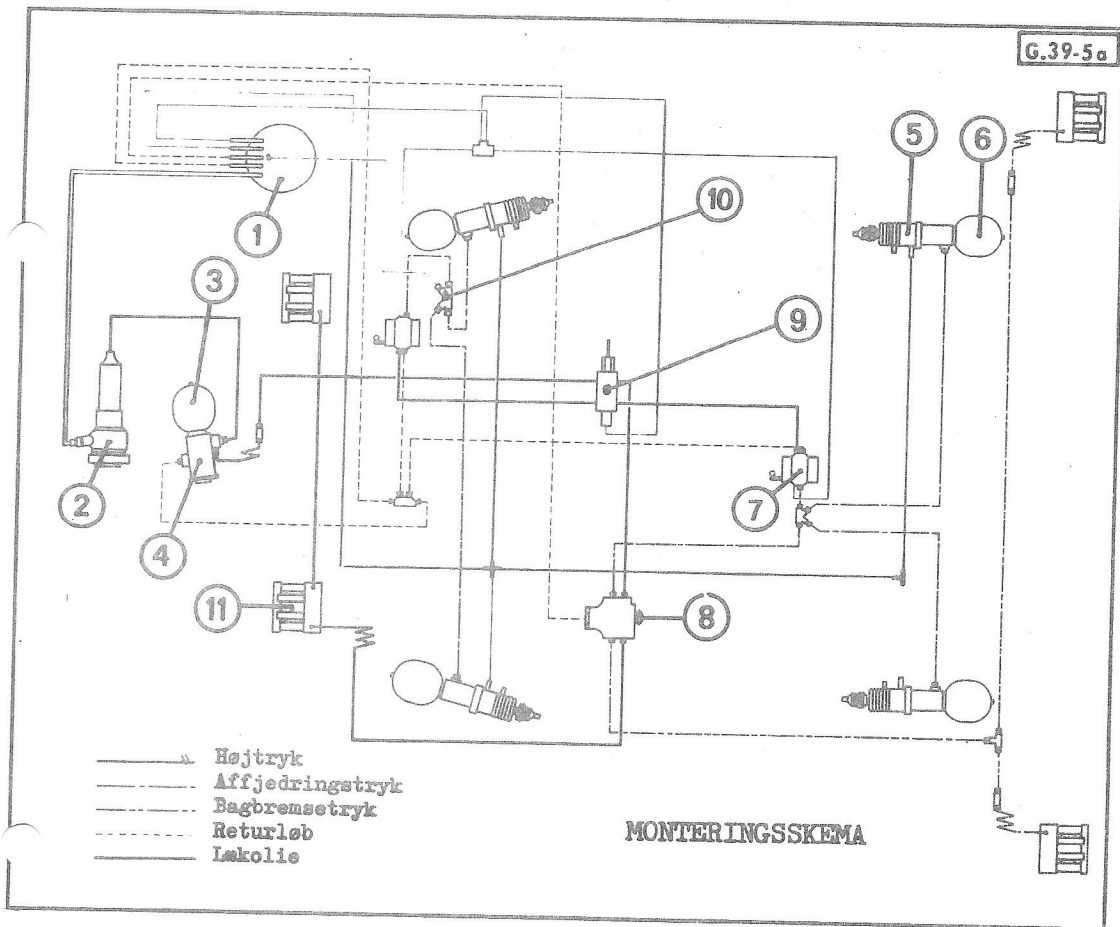 G.39-5a
5
6
10
1
3
9
2
7
4
8
11
Højtryk
Affjedringstryk
Bagbremsetryk
Returløb
Lækolie
MONTERINGSSKEMA